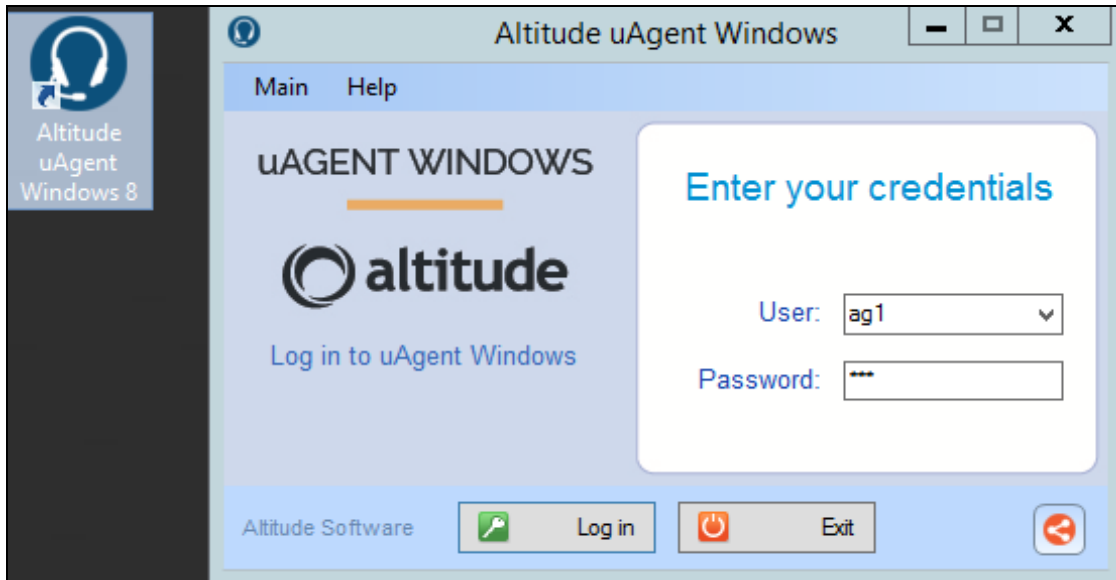 Altitude
uAgent
Windows 8
Altitude uAgent Windows
Main Help
uAGENT WINDOWS
altitude
Log in to uAgent Windows
Enter your credentials
User: ag1
Password: ***
Altitude Software
Log in
Exit